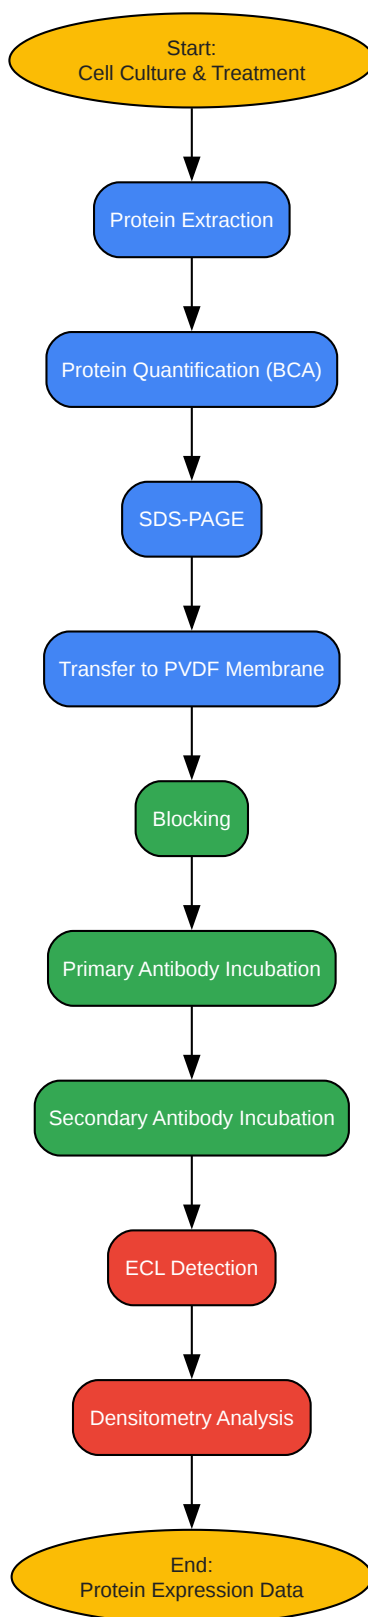 Start:
Cell Culture & Treatment
Protein Extraction
Protein Quantification (BCA)
SDS-PAGE
Transfer to PVDF Membrane
Blocking
Primary Antibody Incubation
Secondary Antibody Incubation
ECL Detection
Densitometry Analysis
End:
Protein Expression Data